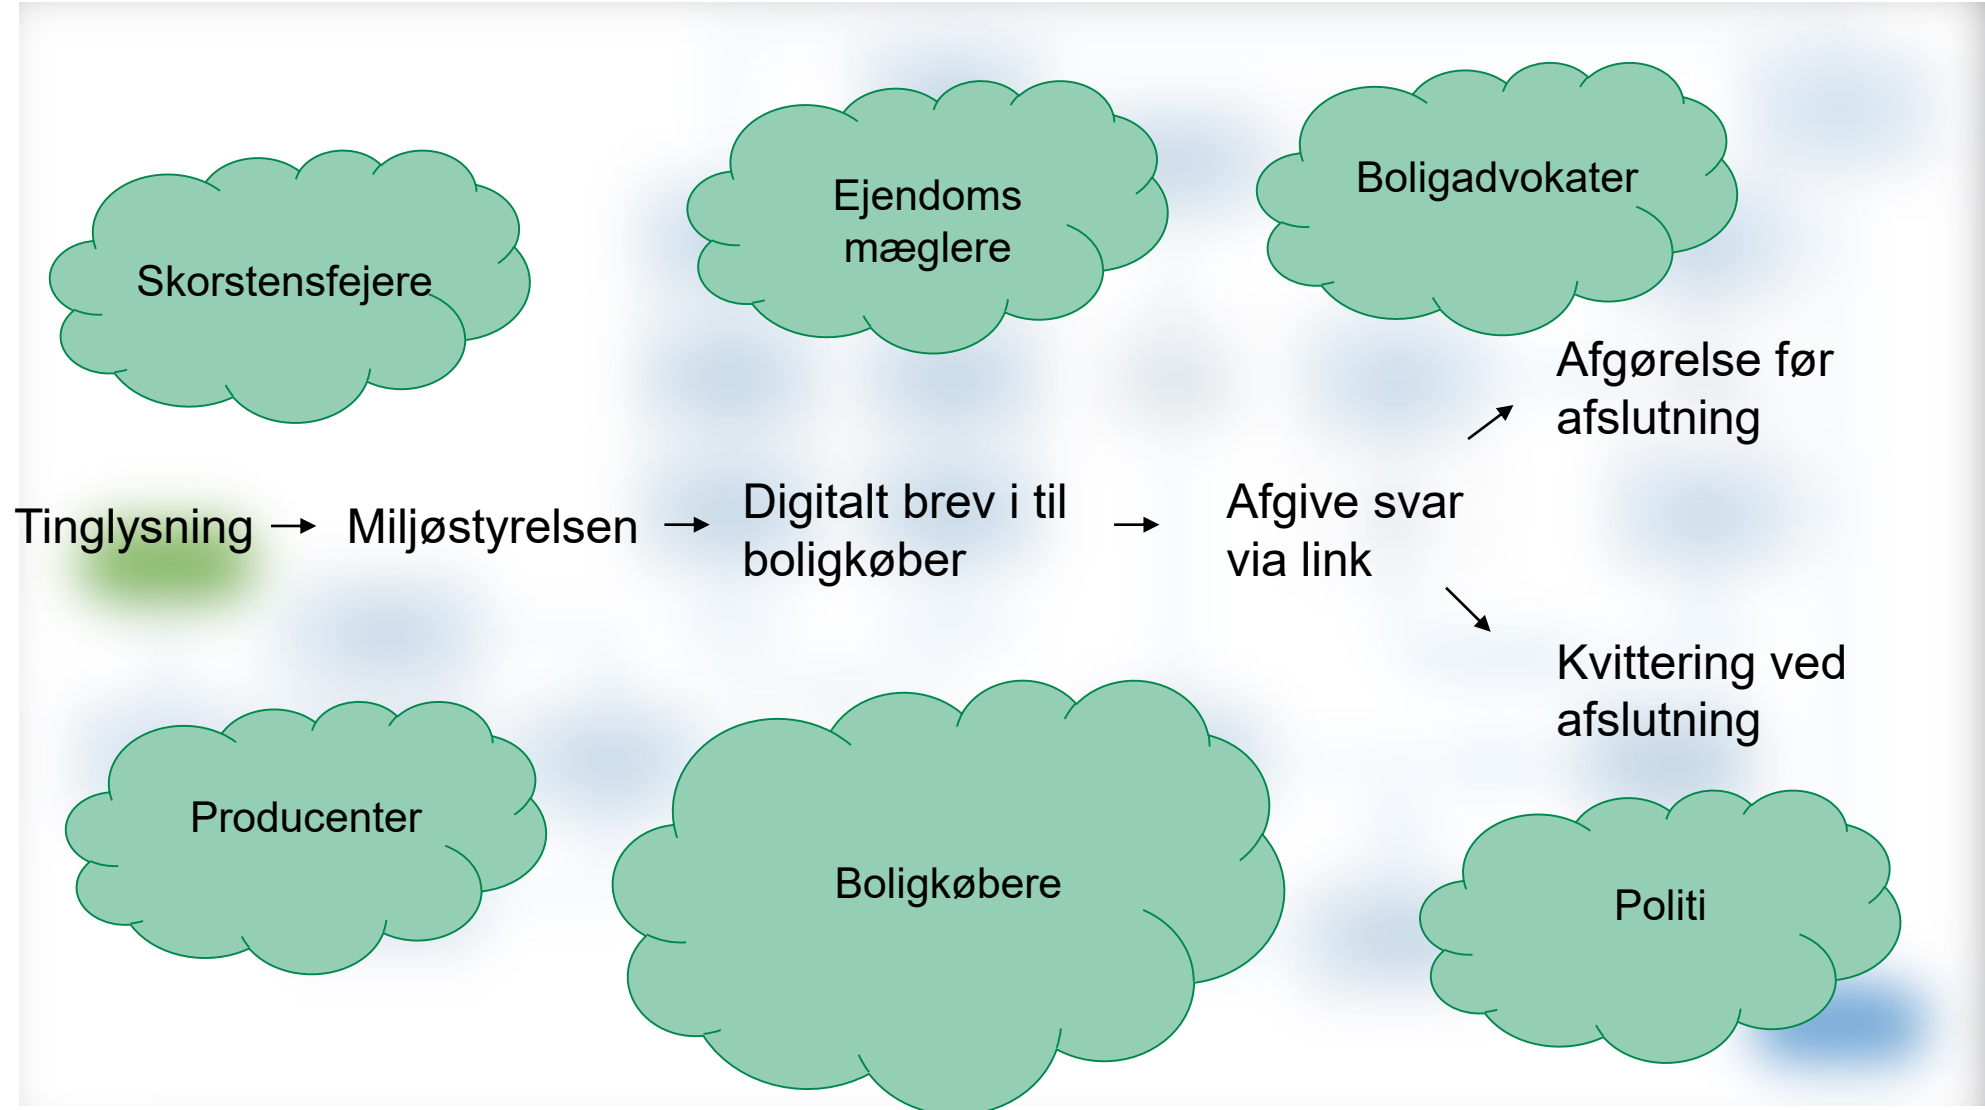 Skorstensfejere
Ejendoms
mæglere
Boligadvokater
Tinglysning
Miljøstyrelsen
Digitalt brev i til
boligkøber
Afgive svar
via link
Afgørelse før
afslutning
Kvittering ved
afslutning
Producenter
Boligkøbere
Politi